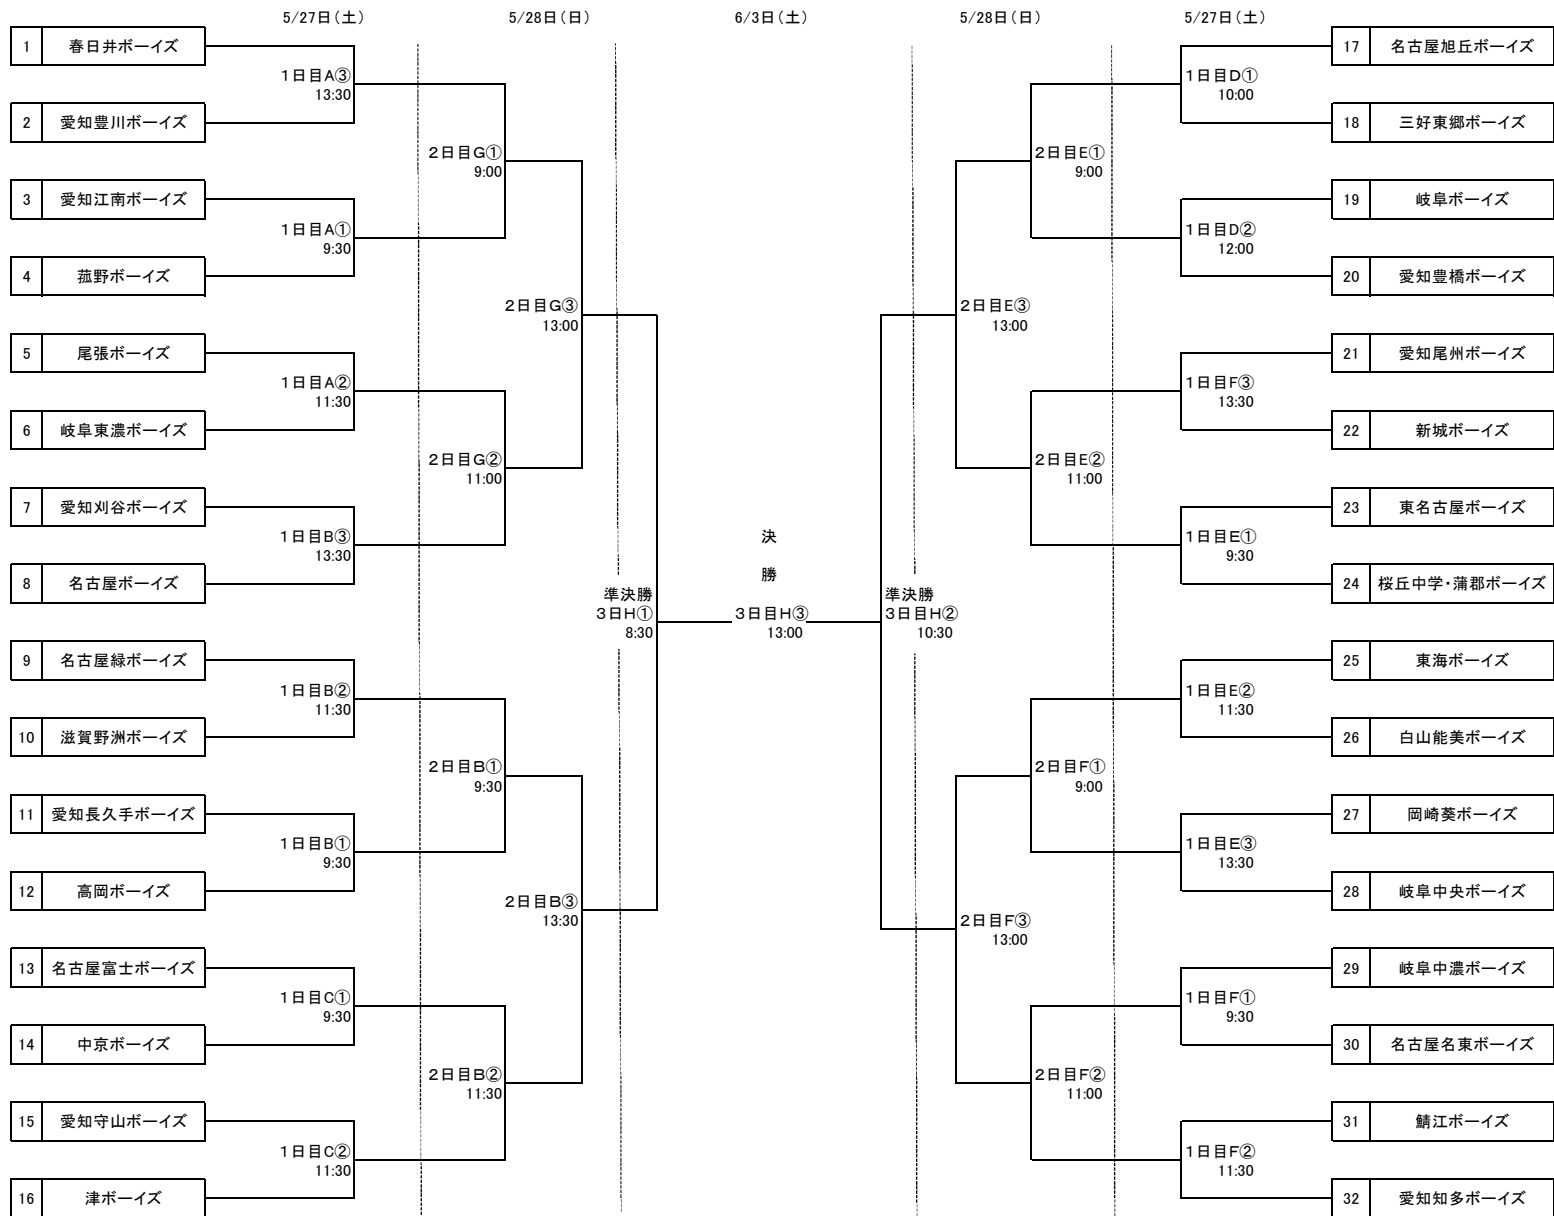 5/27日(土) 5/28日(日) 6/3日(土) 5/28日(日) 5/27日(土)
1 春日井ボーイズ
1日目A③
13:30
2 愛知豊川ボーイズ
2日目G①
9:00
3 愛知江南ボーイズ
1日目A①
9:30
4 菰野ボーイズ
2日目G③
13:00
5 尾張ボーイズ
1日目A②
11:30
6 岐阜東濃ボーイズ
2日目G②
11:00
7 愛知刈谷ボーイズ
1日目B③
13:30
8 名古屋ボーイズ
準決勝
3日H①
8:30
9 名古屋緑ボーイズ
1日目B②
11:30
10 滋賀野洲ボーイズ
2日目B①
9:30
11 愛知長久手ボーイズ
1日目B①
9:30
12 高岡ボーイズ
2日目B③
13:30
13 名古屋富士ボーイズ
1日目C①
9:30
14 中京ボーイズ
2日目B②
11:30
15 愛知守山ボーイズ
1日目C②
11:30
16 津ボーイズ
決
勝
3日目H③
13:00
17 名古屋旭丘ボーイズ
1日目D①
10:00
18 三好東郷ボーイズ
2日目E①
9:00
19 岐阜ボーイズ
1日目D②
12:00
20 愛知豊橋ボーイズ
2日目E③
13:00
21 愛知尾州ボーイズ
1日目F③
13:30
22 新城ボーイズ
2日目E②
11:00
23 東名古屋ボーイズ
1日目E①
9:30
24 桜丘中学・蒲郡ボーイズ
準決勝
3日目H②
10:30
25 東海ボーイズ
1日目E②
11:30
26 白山能美ボーイズ
2日目F①
9:00
27 岡崎葵ボーイズ
1日目E③
13:30
28 岐阜中央ボーイズ
2日目F③
13:00
29 岐阜中濃ボーイズ
1日目F①
9:30
30 名古屋名東ボーイズ
2日目F②
11:00
31 鯖江ボーイズ
1日目F②
11:30
32 愛知知多ボーイズ